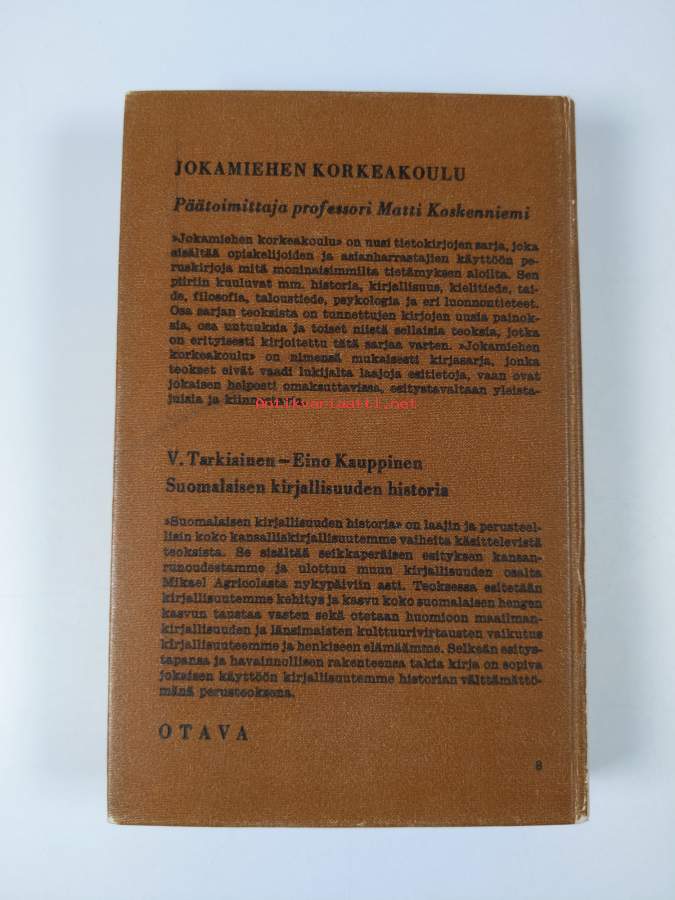 JOKAMIEHEN KORKEAKOULU
Päätoimittaja professori Matti Koskenniemi
»Jokamiehen korkeakoulu» on uusi tietokirjojen sarja, joka
sisältää opiskelijoiden ja asianharrastajien käyttöön pe-
ruskirjoja mitä moninaisimmilta tietämyksen aloilta. Sen
piiriin kuuluvat mm. historia, kirjallisuus, kielitiede, tai-
de, filosofia, taloustiede, psykologia ja eri luonnontieteet.
Osa sarjan teoksista on tunnettujen kirjojen uusia painok-
sia, osa uutuuksia ja toiset niistä sellaisia teoksia, jotka
on erityisesti kirjoitettu tätä sarjaa varten. »Jokamiehen
korkeakoulu» on nimensä mukaisesti kirjasarja, jonka
teokset eivät vaadi lukijalta laajoja esitietoja, vaan ovat
jokaisen helposti omaksuttavissa, esitystavaltaan yleista-
juisia ja kiinnostavia.
Antikvariaatti.net
V. Tarkiainen – Eino Kauppinen
Suomalaisen kirjallisuuden historia
»Suomalaisen kirjallisuuden historia» on laajin ja perusteel-
lisin koko kansalliskirjallisuutemme vaiheita käsittelevistä
teoksista. Se sisältää seikkaperäisen esityksen kansan-
runoudestamme ja ulottuu muun kirjallisuuden osalta
Mikael Agricolasta nykypäiviin asti. Teoksessa esitetään
kirjallisuutemme kehitys ja kasvu koko suomalaisen hengen
kasvun taustaa vasten sekä otetaan huomioon maailman-
kirjallisuuden ja länsimaisten kulttuurivirtausten vaikutus
kirjallisuuteemme ja henkiseen elämäämme. Selkeän esitys-
tapansa ja havainnollisen rakenteensa takia kirja on sopiva
jokaisen käyttöön kirjallisuutemme historian välttämättö-
mänä perusteoksena.
OTAVA
8